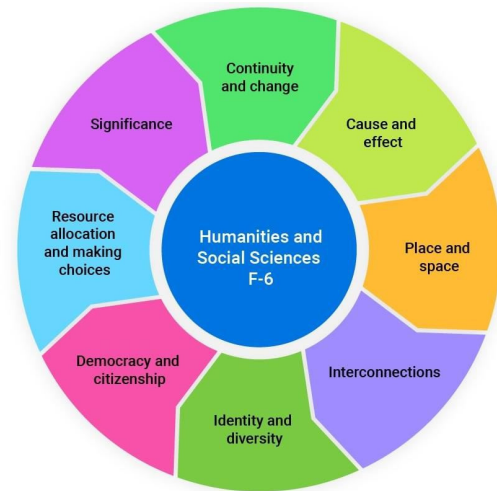 Continuity
and change
Cause and
effect
Place and
space
Interconnections
Identity and
diversity
Democracy and
citizenship
Resource
allocation
and making
choices
Significance
Humanities and
Social Sciences
F-6